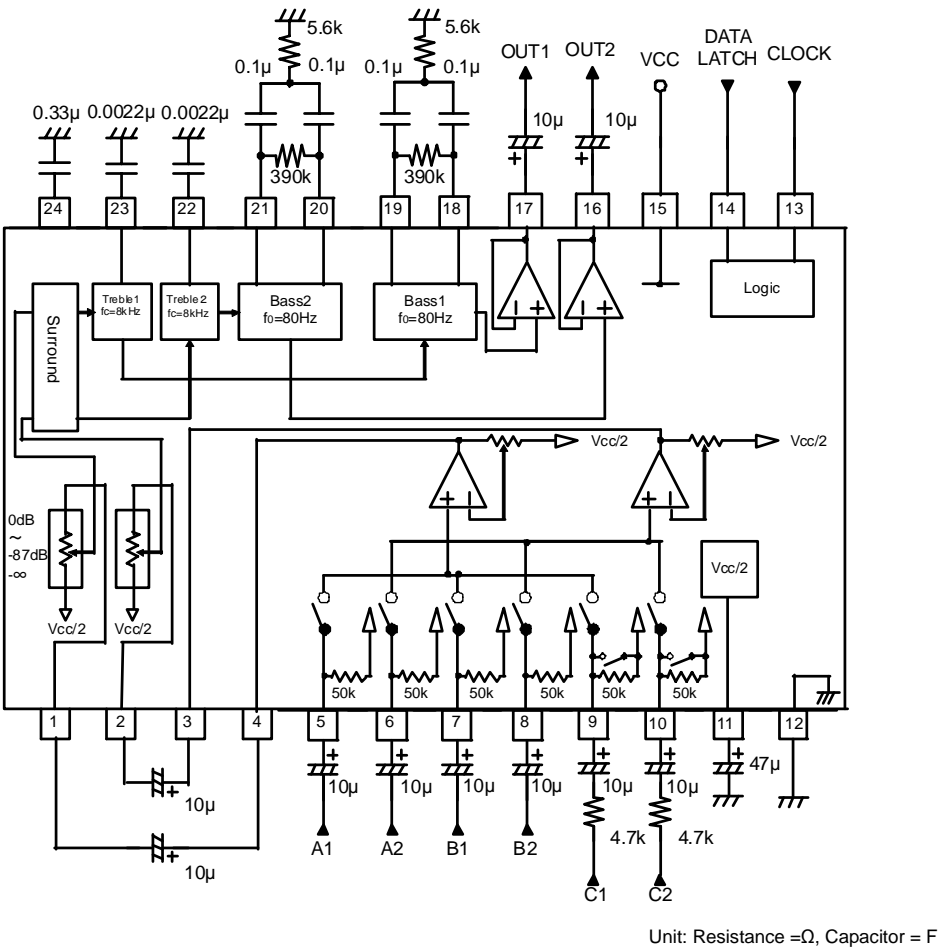 5.6k 5.6k
OUT1 OUT2 VCC DATA LATCH CLOCK
0.1µ 0.1µ 0.1µ 0.1µ
0.33µ 0.0022µ 0.0022µ 10µ 10µ
+ +
390k 390k
24 23 22 21 20 19 18 17 16 15 14 13
Surround
Treble1
fc=8kHz
Treble 2
fc=8kHz
Bass2
f0=80Hz
Bass1
f0=80Hz
− + − +
Logic
Vcc/2 Vcc/2
+ − + −
0dB
~
-87dB
-∞
Vcc/2 Vcc/2
Vcc/2
50k 50k 50k 50k 50k 50k
1 2 3 4 5 6 7 8 9 10 11 12
+ + + + + + +
10µ 10µ 10µ 10µ 10µ 10µ 47µ
+
10µ
+
10µ
4.7k 4.7k
A1 A2 B1 B2
C1 C2
Unit: Resistance =Ω, Capacitor = F